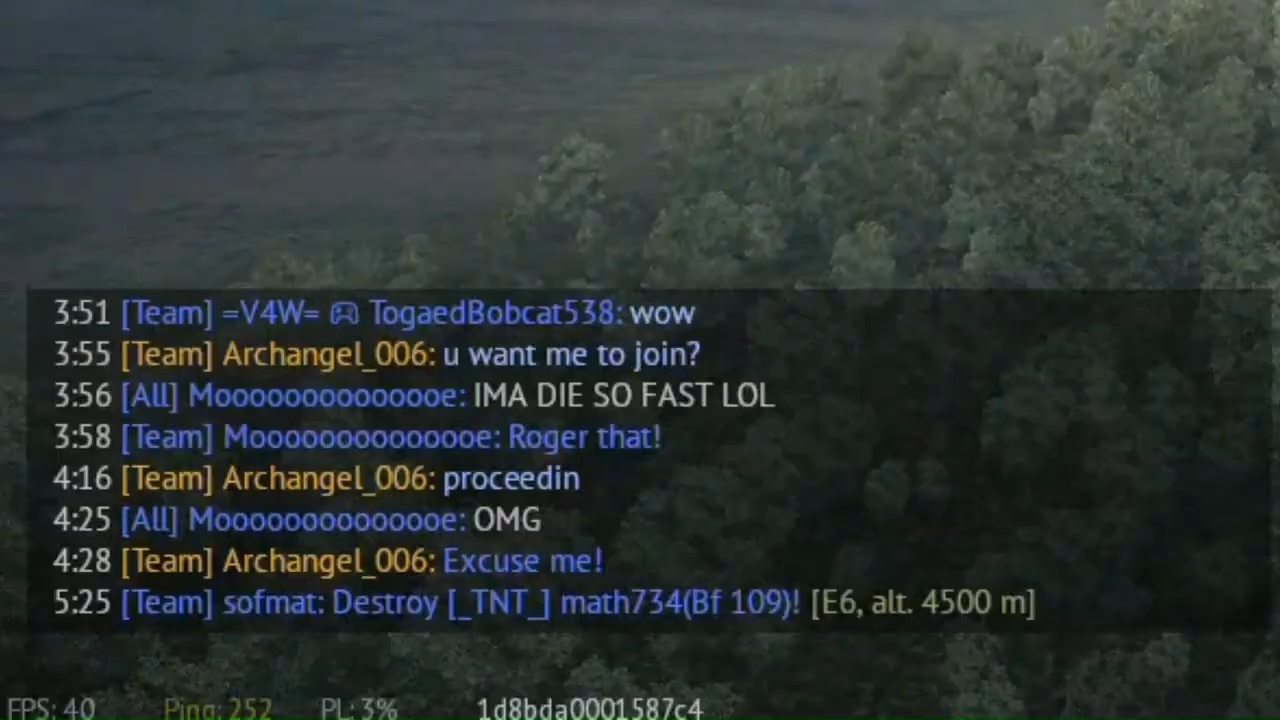 3:51 [Team] =V4W= 🎮 TogaedBobcat538: wow
3:55 [Team] Archangel_006: u want me to join?
3:56 [All] Moooooooooooooe: IMA DIE SO FAST LOL
3:58 [Team] Moooooooooooooe: Roger that!
4:16 [Team] Archangel_006: proceedin
4:25 [All] Moooooooooooooe: OMG
4:28 [Team] Archangel_006: Excuse me!
5:25 [Team] sofmat: Destroy [_TNT_] math734(Bf 109)! [E6, alt. 4500 m]
FPS: 40 Ping: 252 PL: 3% 1d8bda0001587c4